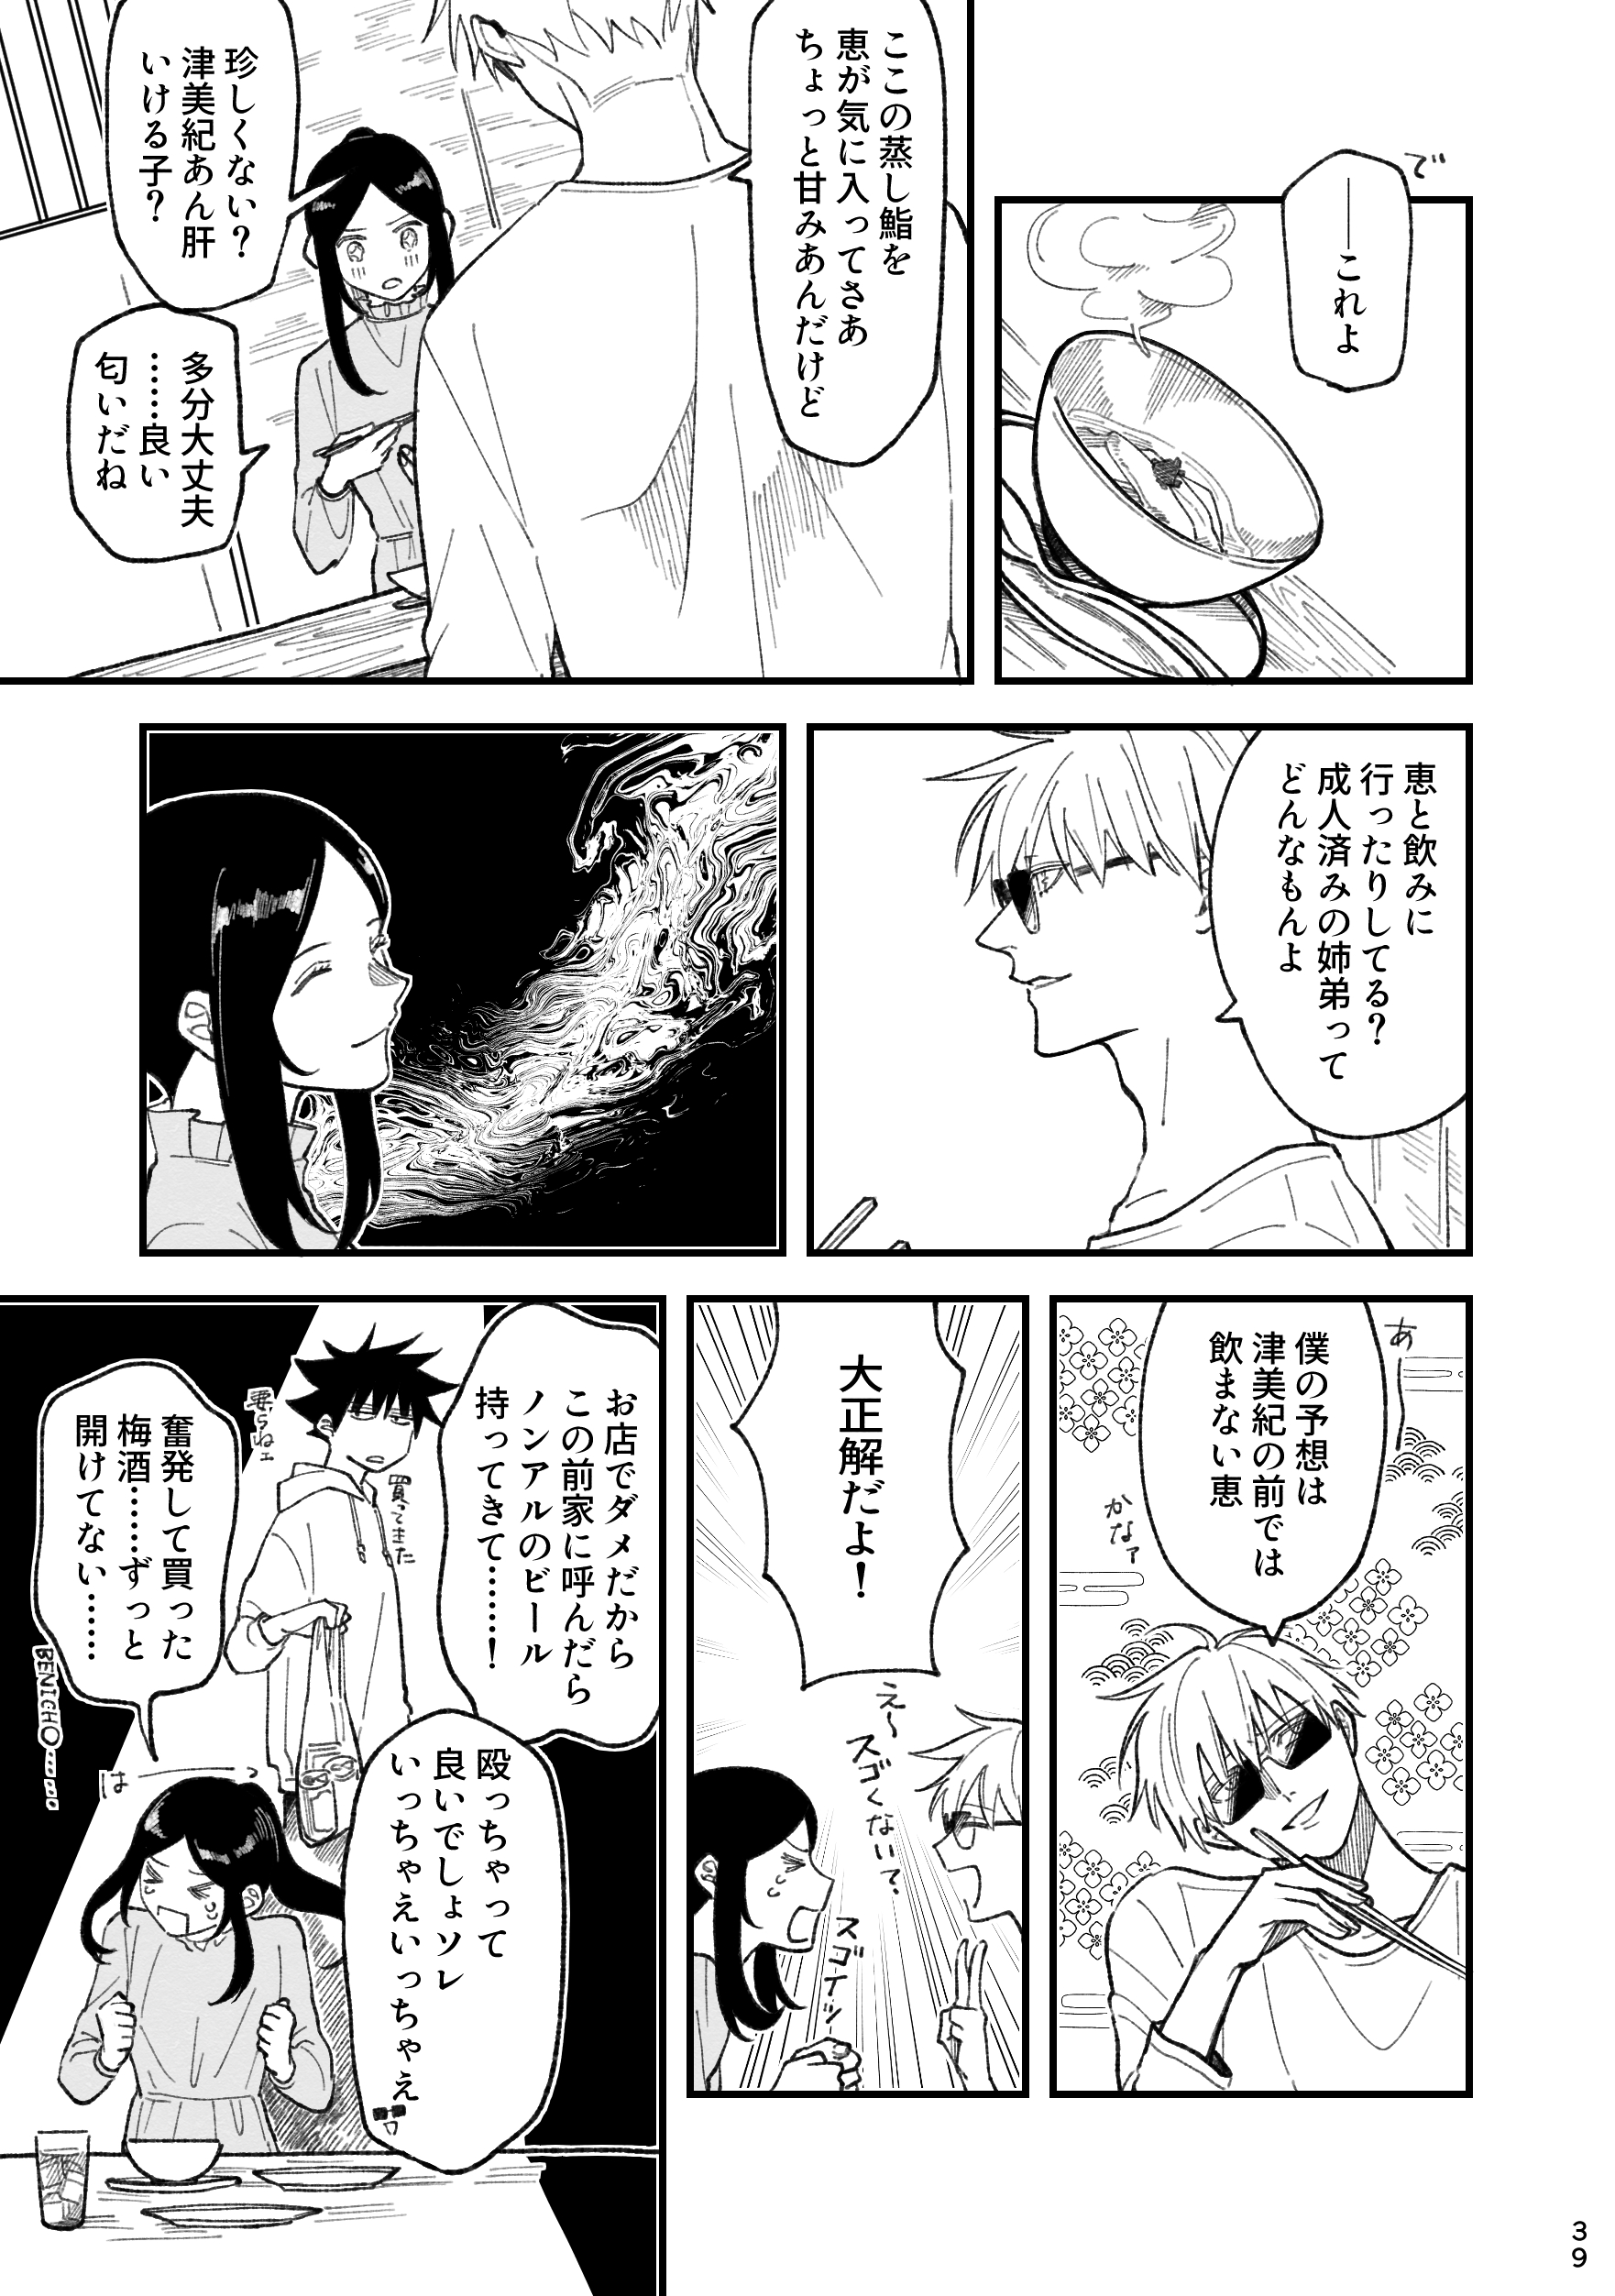 で
──これよ
ここの蒸し鮨を
恵が気に入ってさあ
ちょっと甘みあんだけど
珍しくない？
津美紀あん肝
いける子？
多分大丈夫
……良い
匂いだね
恵と飲みに
行ったりしてる？
成人済みの姉弟って
どんなもんよ
あー
僕の予想は
津美紀の前では
飲まない恵
かなァ
大正解だよ！
え〜
スゴくない？
スゴイッ
お店でダメだから
この前家に呼んだら
ノンアルのビール
持ってきて……！
買ってきた
要らねェ
奮発して買った
梅酒……ずっと
開けてない……
BENICHO……
はーっ
殴っちゃって
良いでしょソレ
いっちゃえいっちゃえ
39